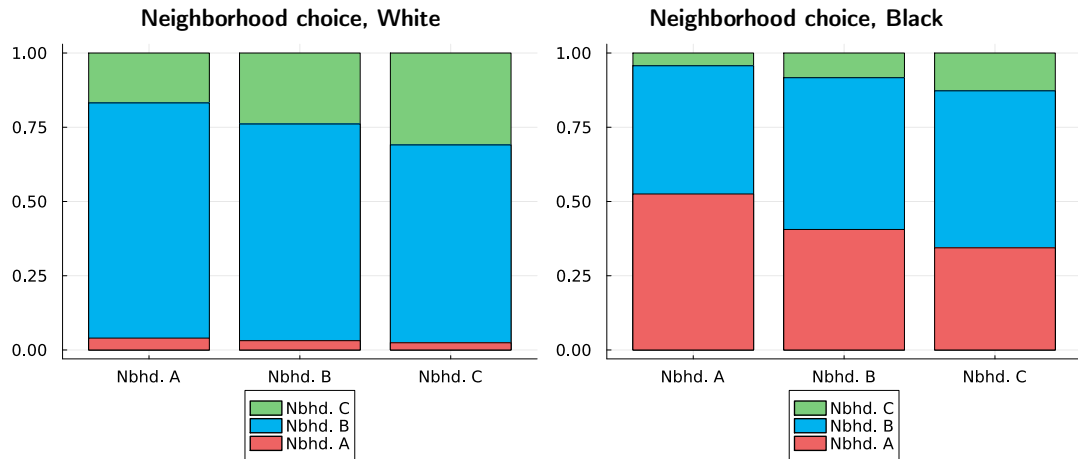 Neighborhood choice, White
1.00
0.75
0.50
0.25
0.00
Nbhd. A Nbhd. B Nbhd. C
Nbhd. C
Nbhd. B
Nbhd. A
Neighborhood choice, Black
1.00
0.75
0.50
0.25
0.00
Nbhd. A Nbhd. B Nbhd. C
Nbhd. C
Nbhd. B
Nbhd. A